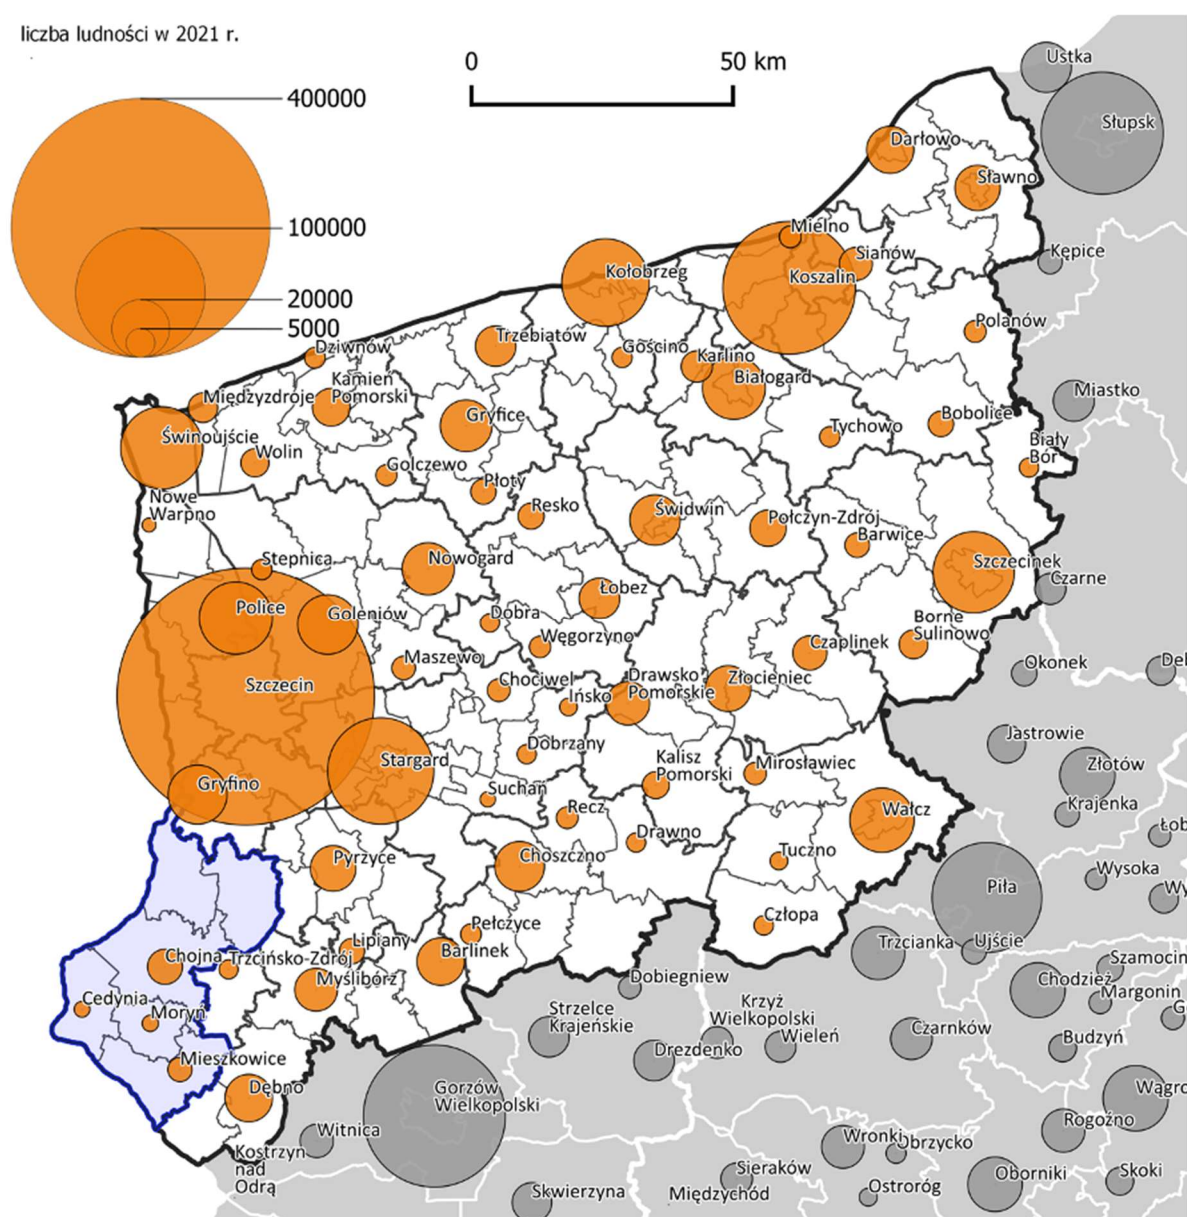 liczba ludności w 2021 r.
0
50 km
400000
100000
20000
5000
Ustka
Słupsk
Darłowo
Sławno
Mielno
Sianów
Kępice
Kołobrzeg
Koszalin
Polanów
Trzebiatów
Gościno
Karlino
Dziwnów
Kamien
Pomorski
Białogard
Miastko
Międzyzdroje
Gryfice
Tychowo
Bobolice
Świnoujście
Wolin
Golczewo
Biały
Bór
Płoty
Nowe
Warpno
Resko
Świdwin
Połczyn-Zdrój
Barwice
Stepnica
Nowogard
Szczecinek
Czarne
Łobez
Police
Goleniów
Dobra
Węgorzyno
Czaplinek
Borne
Sulinowo
Maszewo
Szczecin
Chociwel
Ińsko
Drawsko
Pomorskie
Złocieniec
Okonek
Deb
Jastrowie
Stargard
Dobrzany
Kalisz
Pomorski
Mirosławiec
Złotów
Gryfino
Suchań
Recz
Wałcz
Krajenka
Drawno
Łob
Pyrzyce
Choszczno
Tuczno
Wysoka
Piła
Wy
Pełczyce
Człopa
Chojna
Trzcińsko-Zdrój
Lipiany
Barlinek
Trzcianka
Ujście
Szamocin
Myślibórz
Dobiegniew
Chodzież
Margonin
Cedynia
Moryń
Strzelce
Krajeńskie
Krzyż
Wielkopolski
Wieleń
Czarnków
G
Budzyń
Mieszkowice
Drezdenko
Dębno
Gorzów
Wielkopolski
Wągro
Kostrzyn
nad
Odrą
Witnica
Wronki
Obrzycko
Rogoźno
Sieraków
Międzychód
Skwierzyna
Ostroróg
Oborniki
Skoki